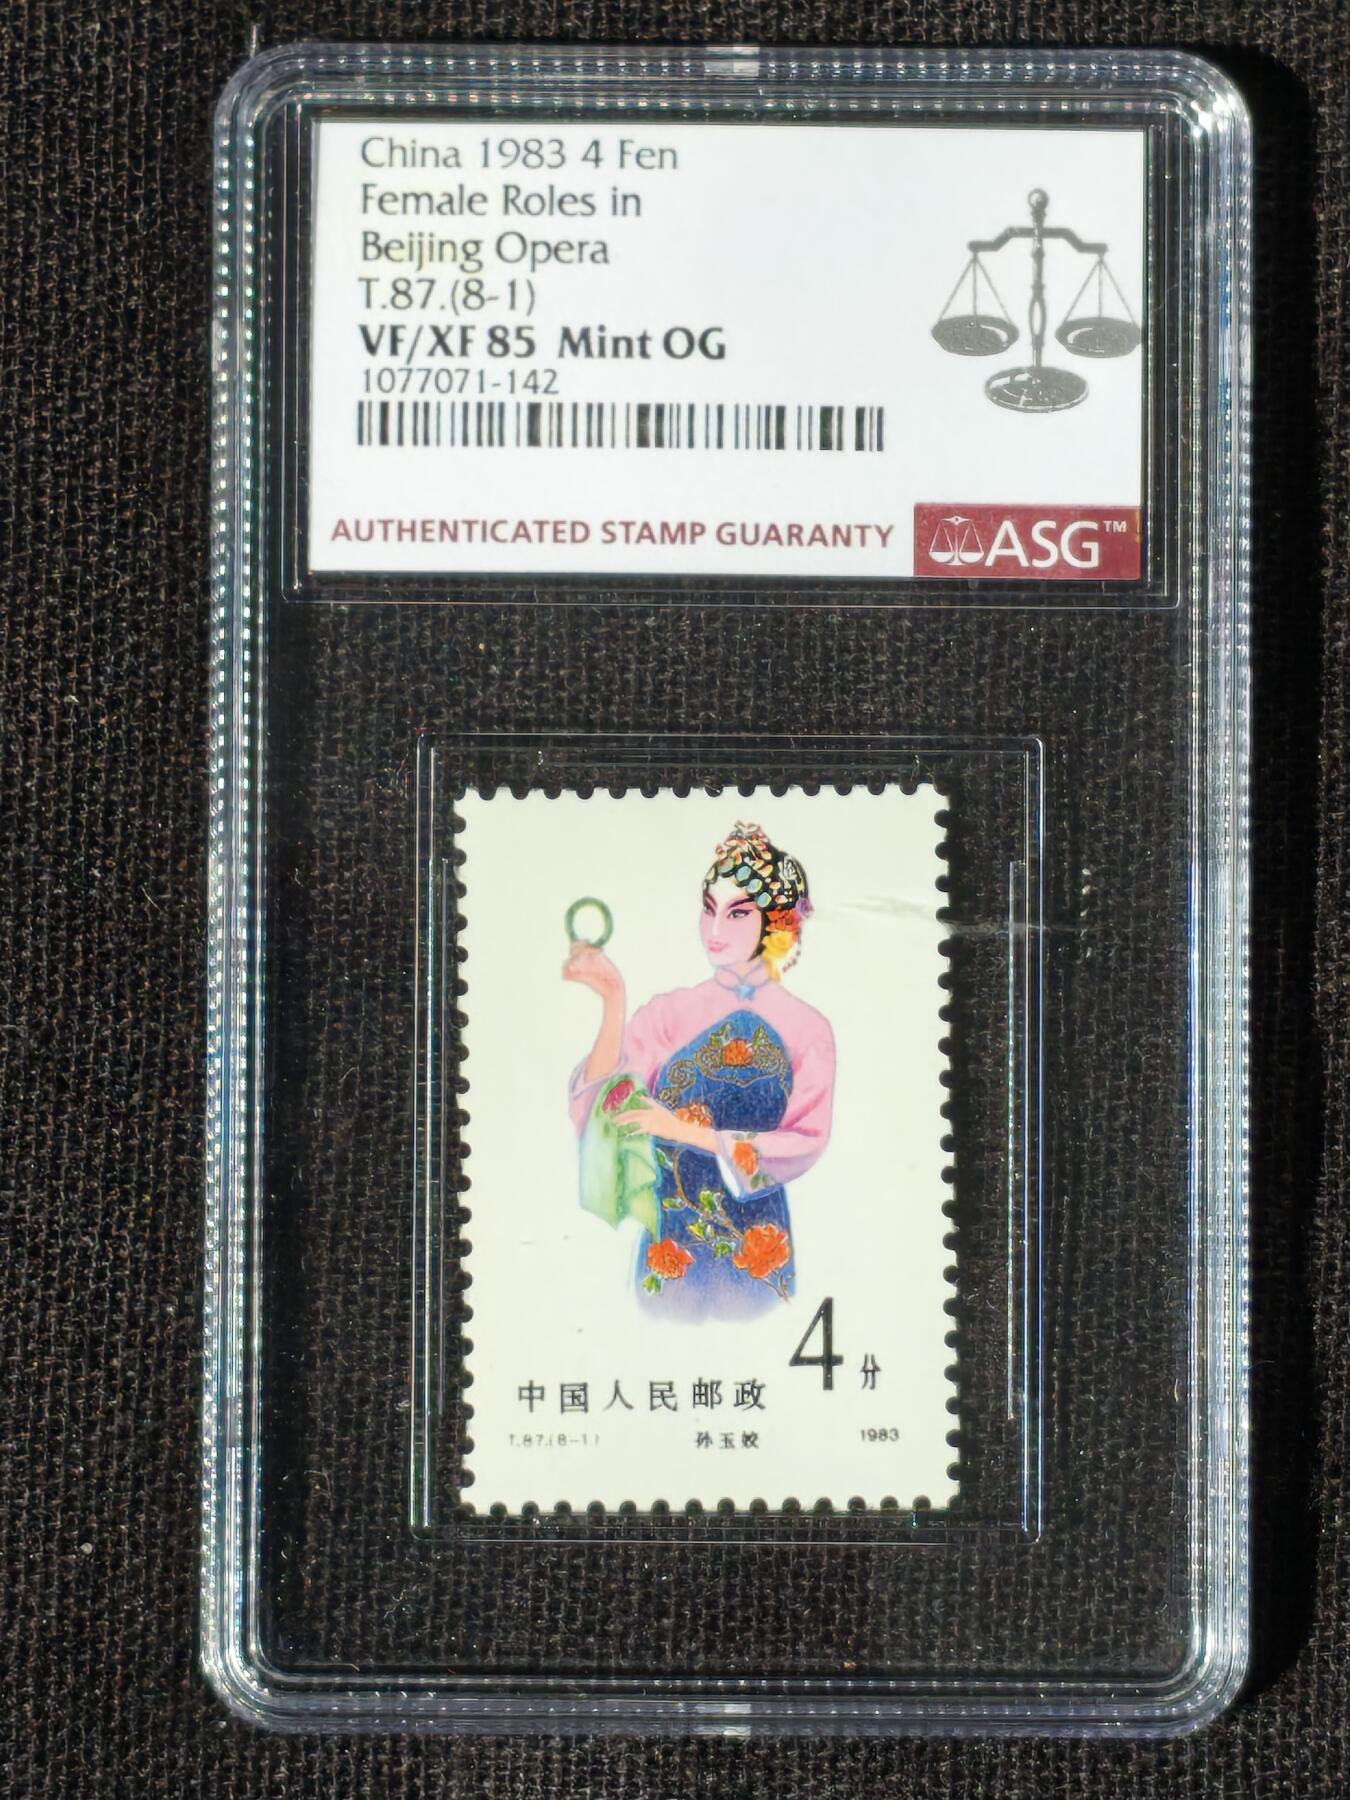 China 1983 4 Fen
Female Roles in
Beijing Opera
T.87.(8-1)
VF/XF 85 Mint OG
1077071-142
AUTHENTICATED STAMP GUARANTY
ASG™
4分
中国人民邮政
T.87.(8-1) 孙玉姣 1983